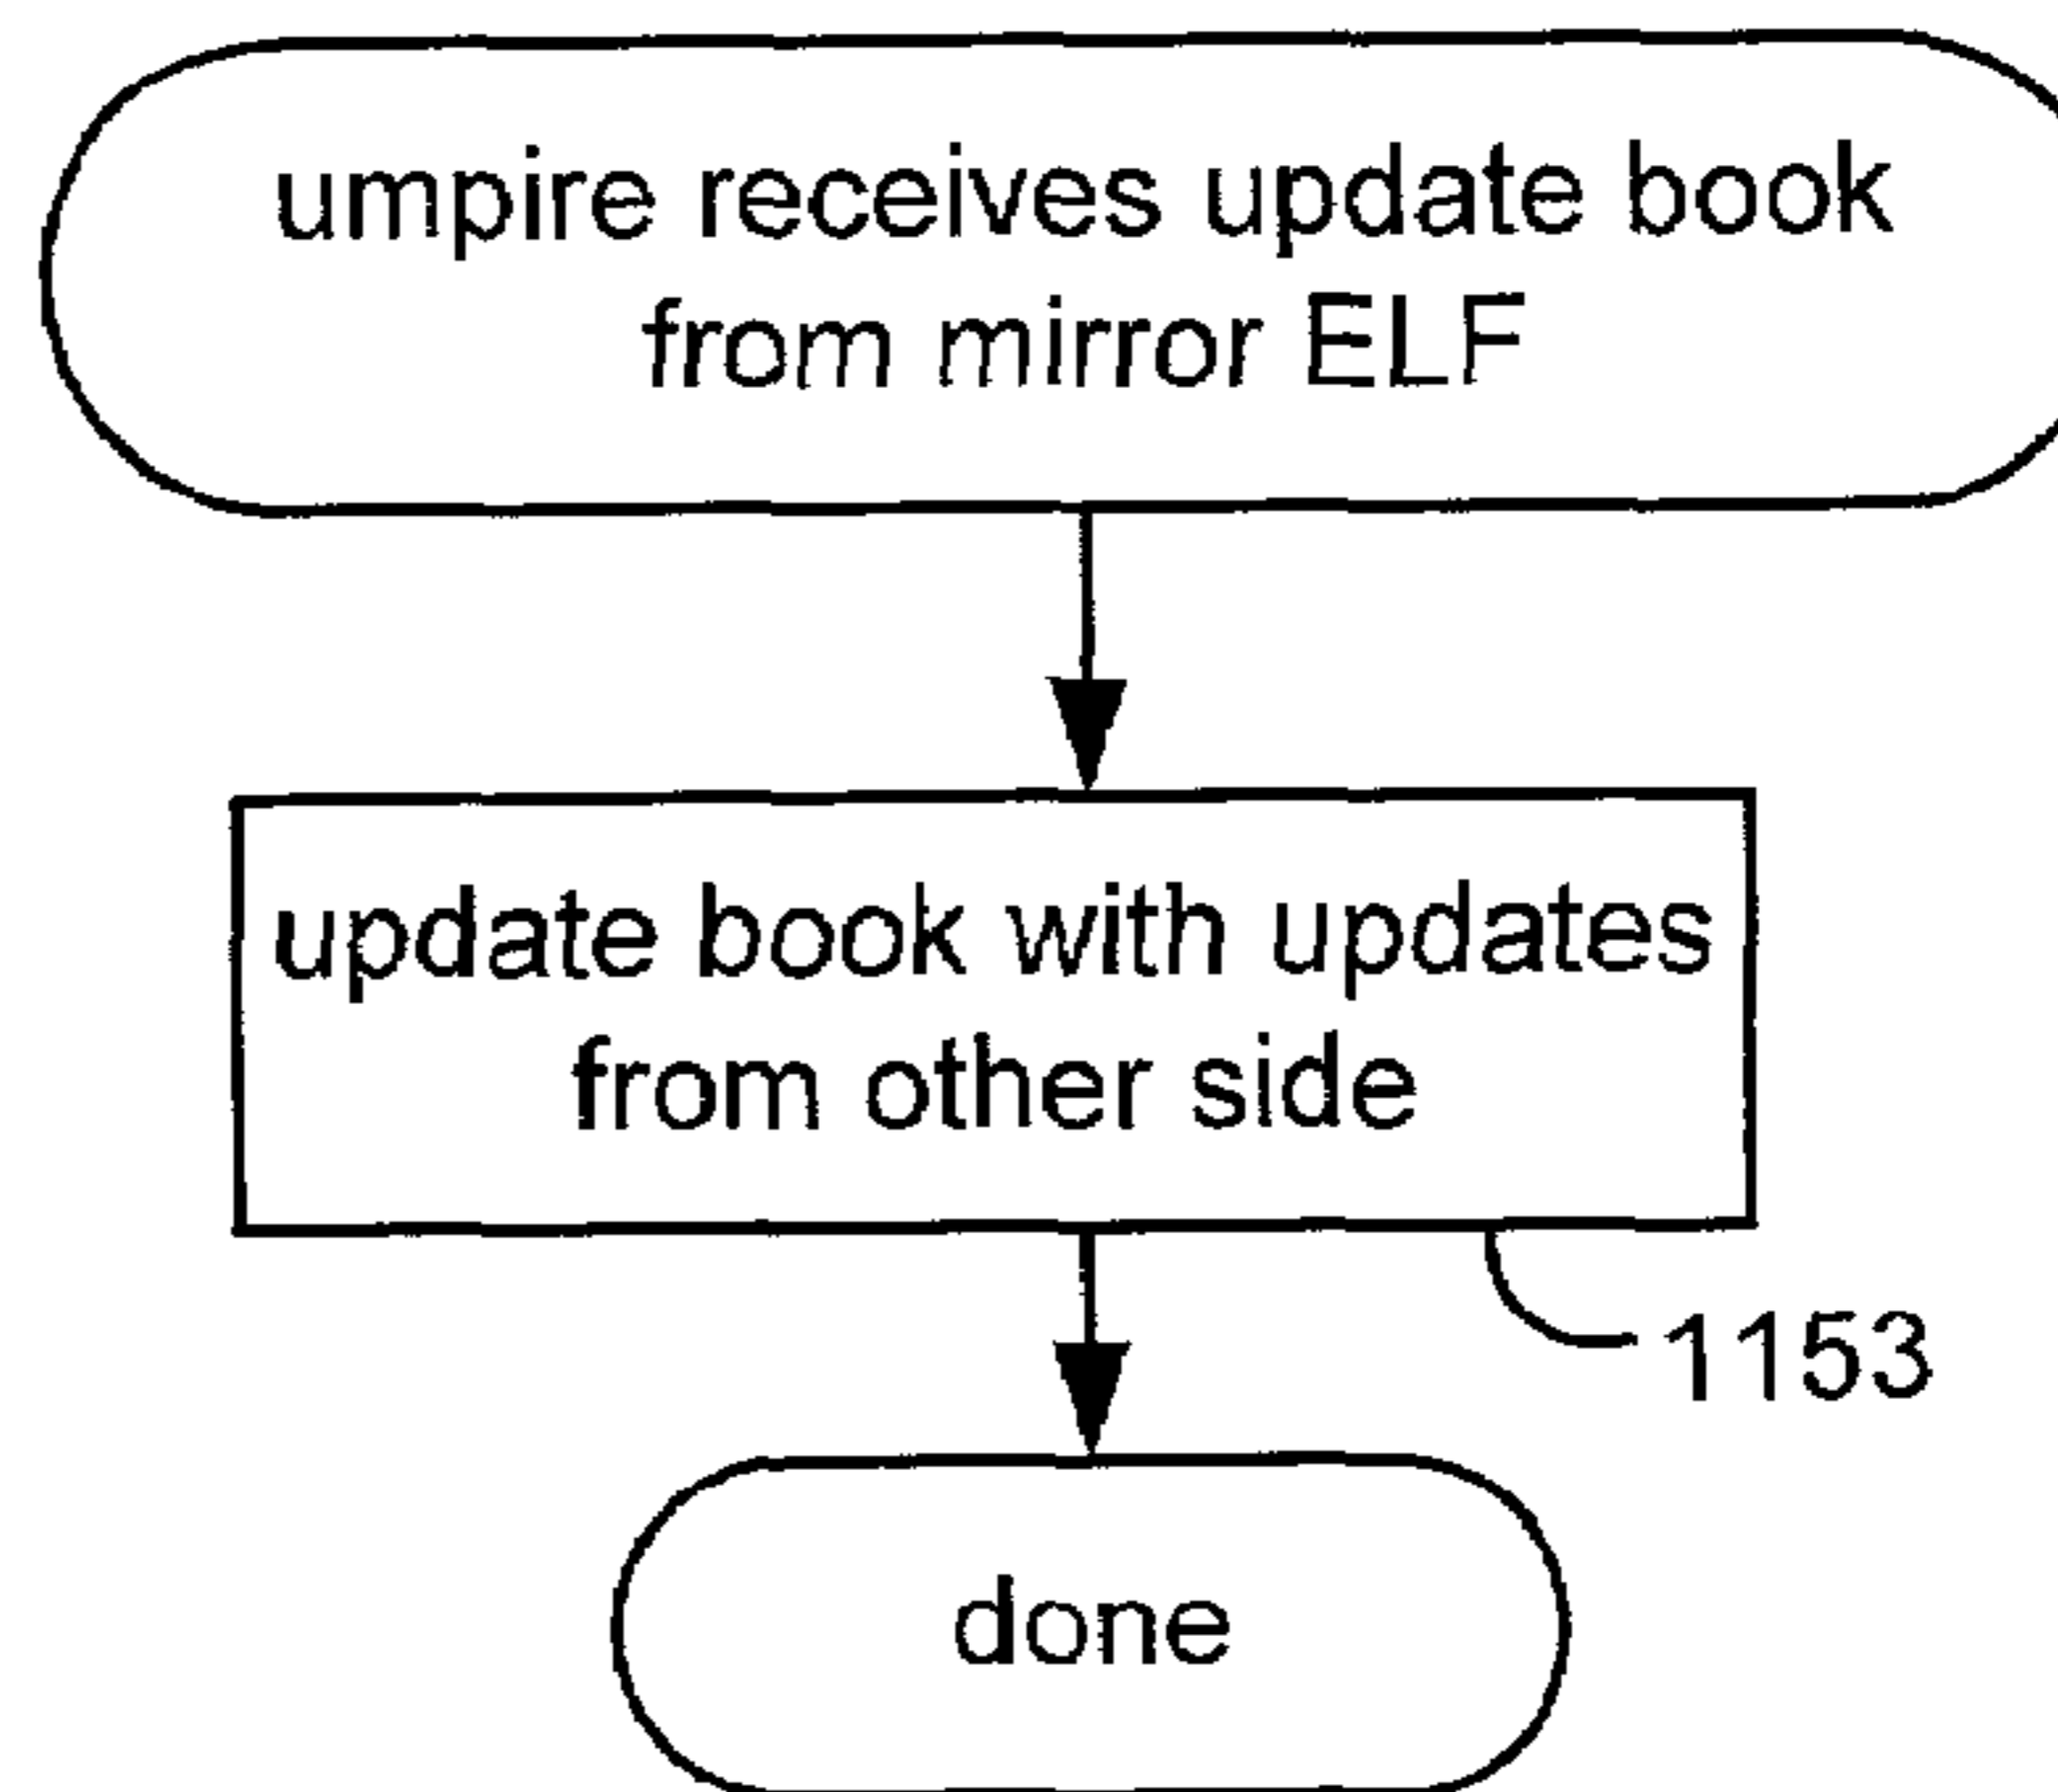 umpire receives update book
from mirror ELF
update book with updates
from other side
1153
done